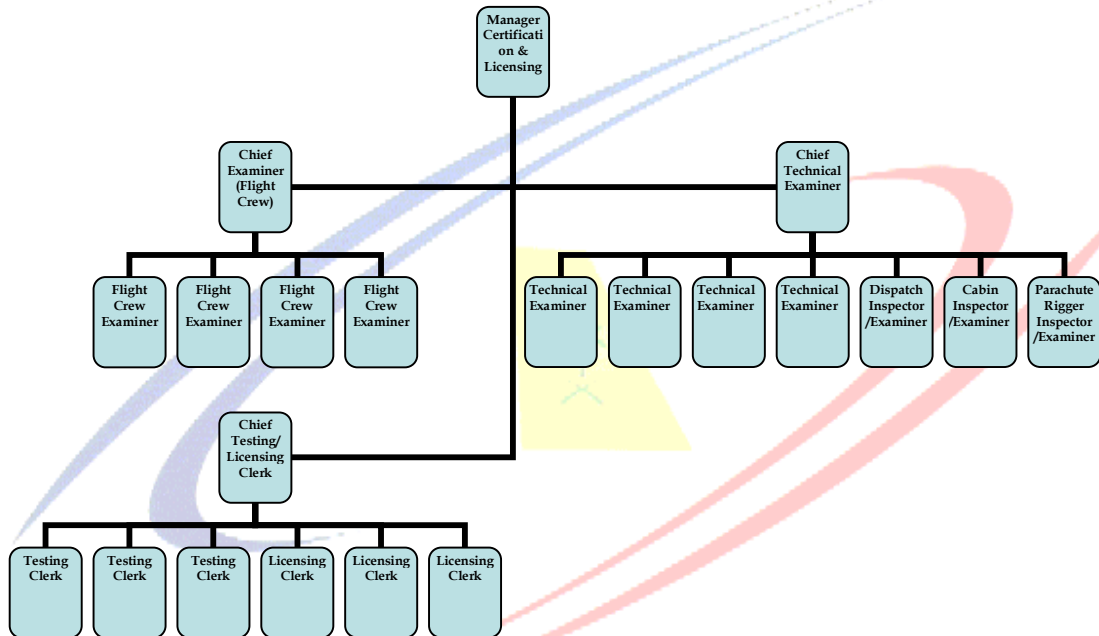 Manager
Certificati
on &
Licensing
Chief
Examiner
(Flight
Crew)
Chief
Technical
Examiner
Flight
Crew
Examiner
Flight
Crew
Examiner
Flight
Crew
Examiner
Flight
Crew
Examiner
Technical
Examiner
Technical
Examiner
Technical
Examiner
Technical
Examiner
Dispatch
Inspector
/Examiner
Cabin
Inspector
/Examiner
Parachute
Rigger
Inspector
/Examiner
Chief
Testing/
Licensing
Clerk
Testing
Clerk
Testing
Clerk
Testing
Clerk
Licensing
Clerk
Licensing
Clerk
Licensing
Clerk